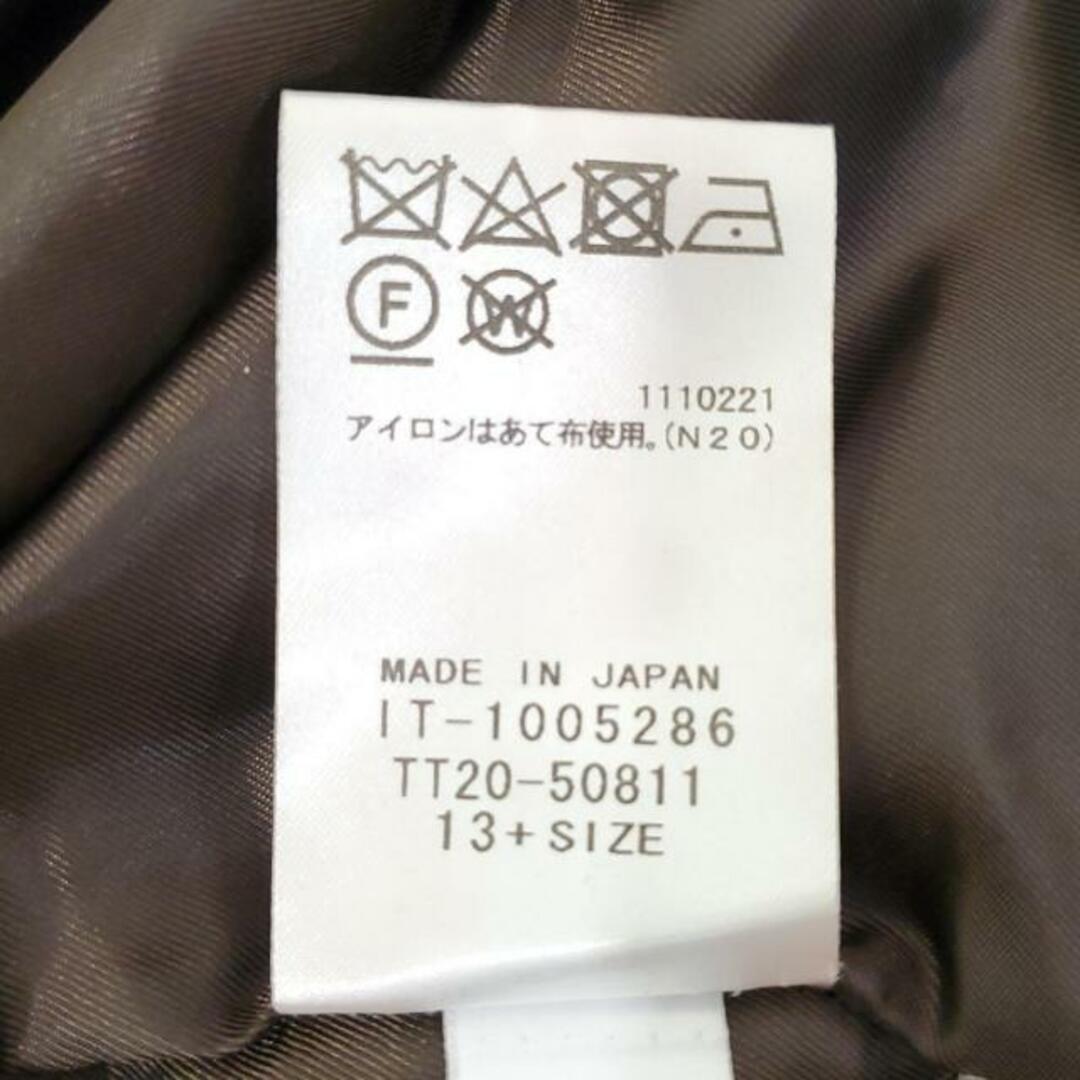 F W
1110221
アイロンはあて布使用。(N20)
MADE IN JAPAN
IT-1005286
TT20-50811
13+SIZE